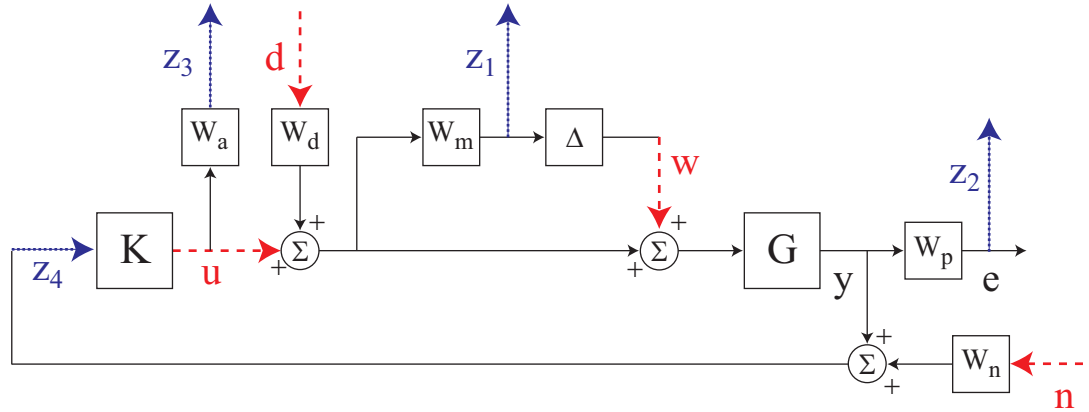 z3
d
z1
Wa
Wd
Wm
Δ
w
z2
+
+
K
u
Σ
+
Σ
+
G
Wp
z4
y
e
+
Σ
+
Wn
n